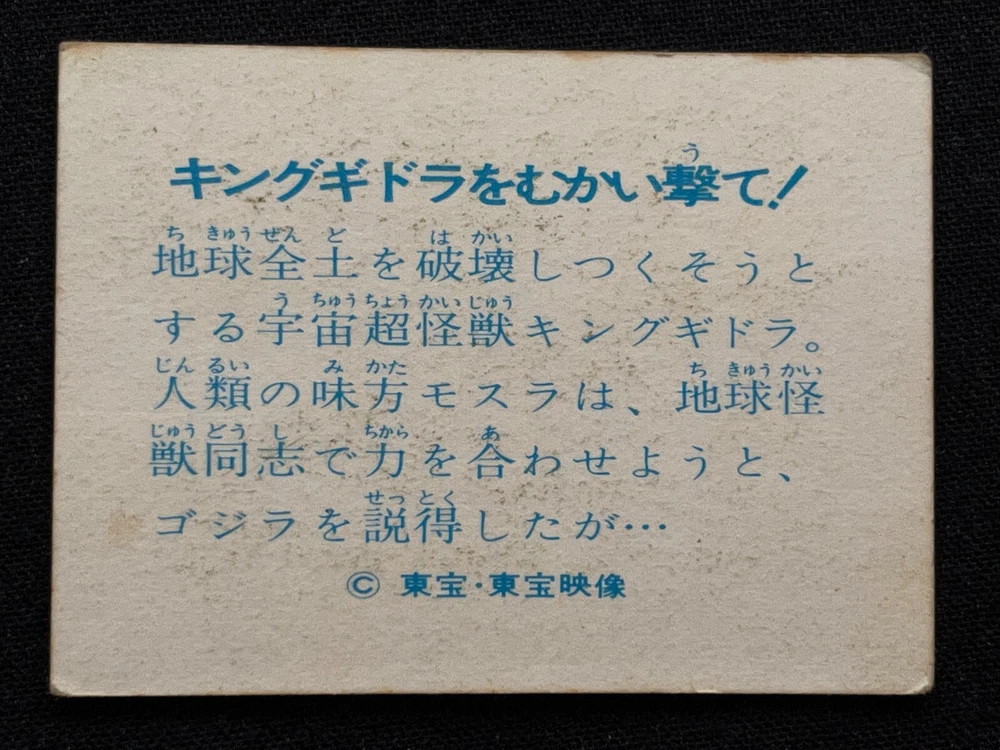 キングギドラをむかい撃て!
地球全土を破壊しつくそうと
する宇宙超怪獣キングギドラ。
人類の味方モスラは、地球怪
獣同志で力を合わせようと、
ゴジラを説得したが…
© 東宝・東宝映像